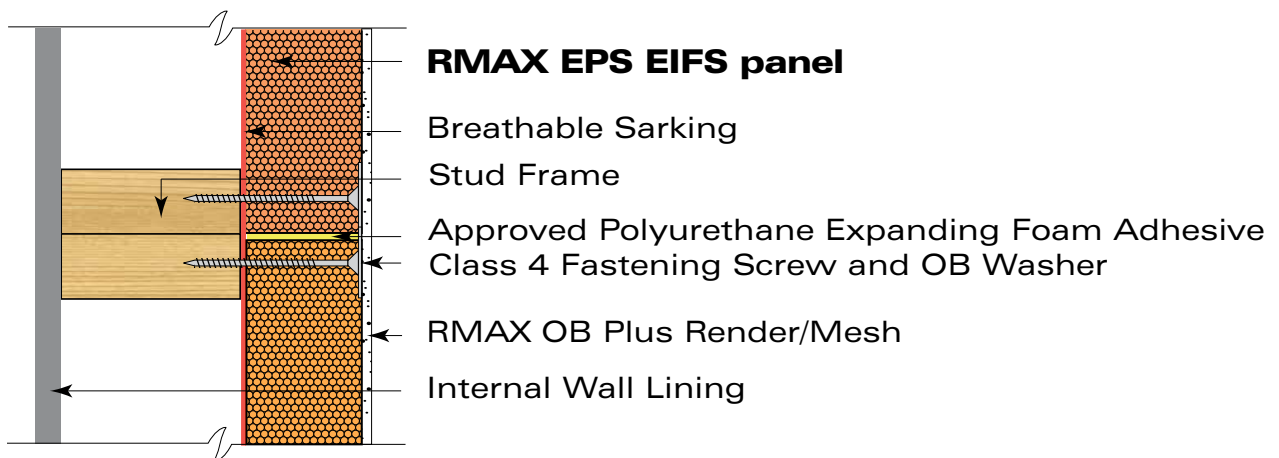 RMAX EPS EIFS panel
Breathable Sarking
Stud Frame
Approved Polyurethane Expanding Foam Adhesive
Class 4 Fastening Screw and OB Washer
RMAX OB Plus Render/Mesh
Internal Wall Lining